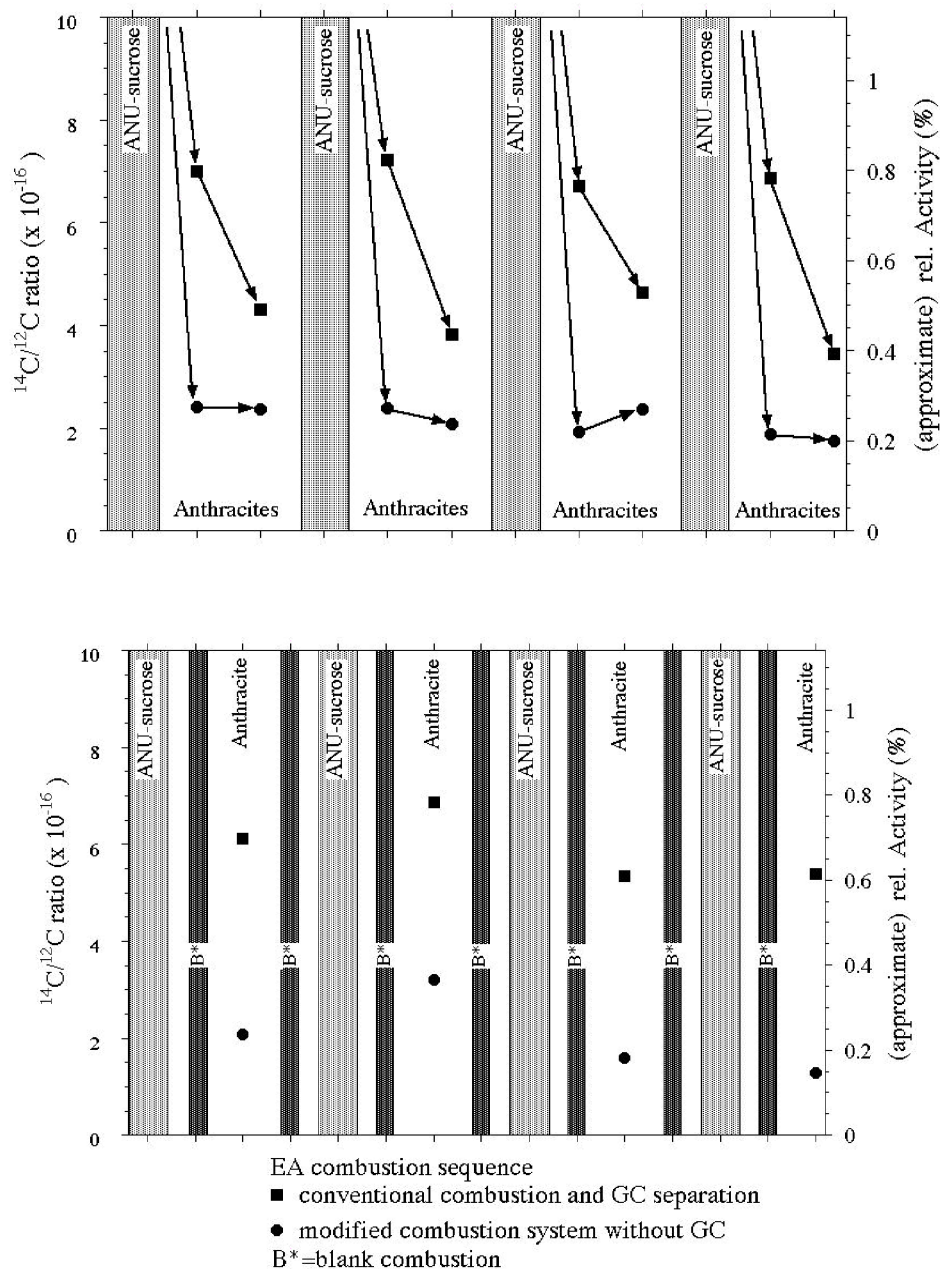 10
8
6
4
2
0
¹⁴C/¹²C ratio (x 10⁻¹⁶)
ANU-sucrose
ANU-sucrose
ANU-sucrose
ANU-sucrose
Anthracites
Anthracites
Anthracites
Anthracites
1
0.8
0.6
0.4
0.2
0
(approximate) rel. Activity (%)
10
8
6
4
2
0
¹⁴C/¹²C ratio (x 10⁻¹⁶ )
ANU-sucrose
Anthracite
ANU-sucrose
Anthracite
ANU-sucrose
Anthracite
ANU-sucrose
Anthracite
B*
B*
B*
B*
B*
B*
B*
1
0.8
0.6
0.4
0.2
0
(approximate) rel. Activity (%)
EA combustion sequence
■ conventional combustion and GC separation
● modified combustion system without GC
B*=blank combustion